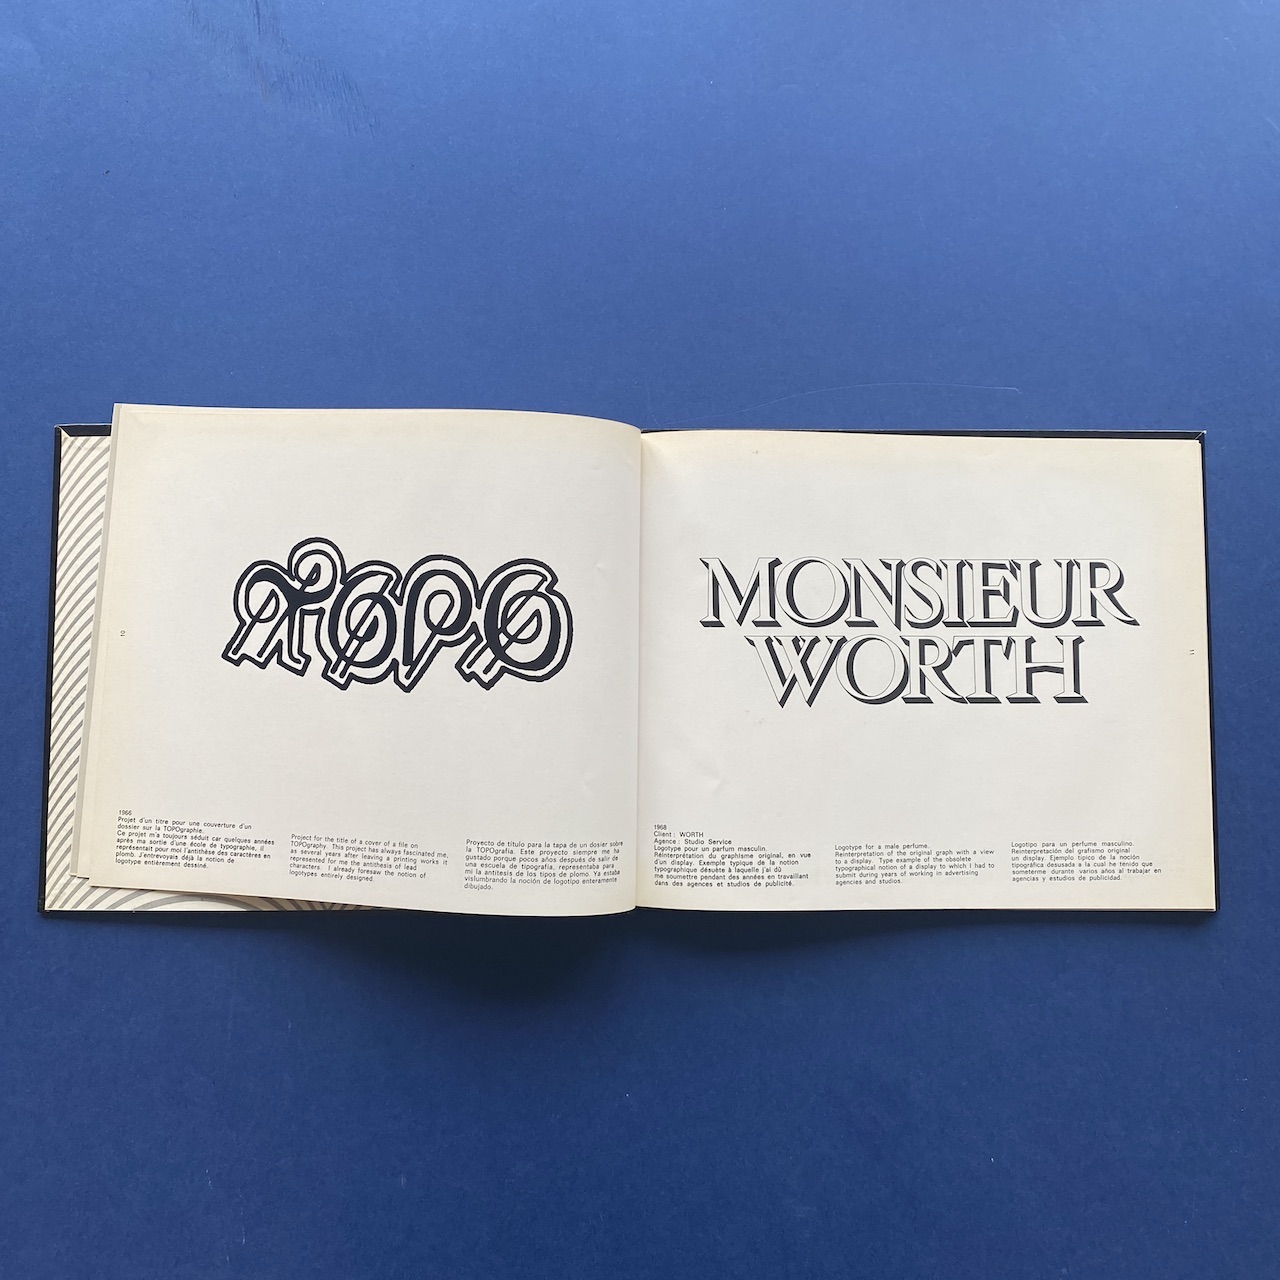 TOPO
1966
Projet d'un titre pour une couverture d'un
dossier sur la TOPOgraphie.
Ce projet m'a toujours séduit car quelques années
après ma sortie d'une école de typographie, il
représentait pour moi l'antithèse des caractères en
plomb. J'entrevoyais déjà la notion de
logotype entièrement dessiné.
Project for the title of a cover of a file on
TOPOgraphy. This project has always fascinated me,
as several years after leaving a printing works it
represented for me the antithesis of lead
characters. I already foresaw the notion of
logotypes entirely designed.
Proyecto de título para la tapa de un dosier sobre
la TOPOgrafía. Este proyecto siempre me ha
gustado porque pocos años después de salir de
una escuela de tipografía, representaba para
mi la antitesis de los tipos de plomo. Ya estaba
vislumbrando la noción de logotipo enteramente
dibujado.
MONSIEUR
WORTH
11
1968
Client : WORTH
Agence : Studio Service
Logotype pour un parfum masculin.
Réinterprétation du graphisme original, en vue
d'un display. Exemple typique de la notion
typographique désuète à laquelle j'ai dû
me soumettre pendant des années en travaillant
dans des agences et studios de publicité.
Logotype for a male perfume.
Reinterpretation of the original graph with a view
to a display. Type example of the obsolete
typographical notion of a display to which I had to
submit during years of working in advertising
agencies and studios.
Logotipo para un perfume masculino.
Reinterpretación del grafismo original
un display. Ejemplo tipico de la noción
tipográfica desusada a la cual he tenido que
someterme durante varios años al trabajar en
agencias y estudios de publicidad.